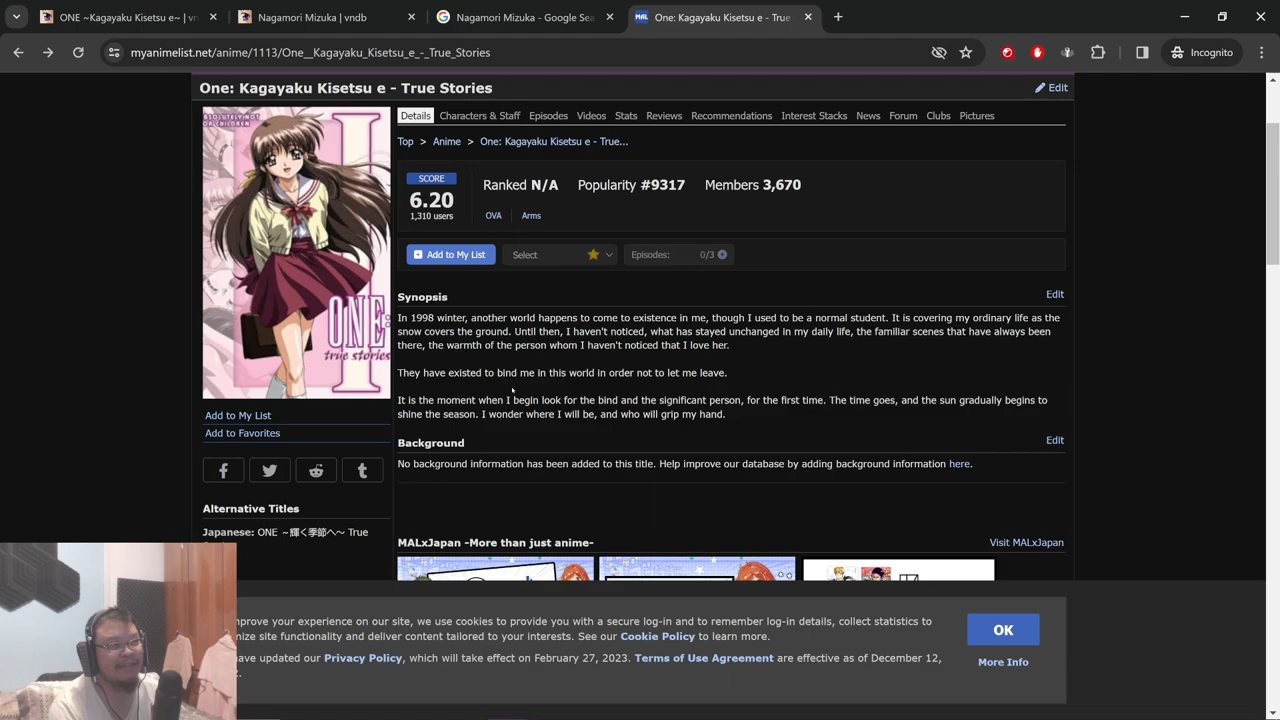 ONE ~Kagayaku Kisetsu e~ | vn
Nagamori Mizuka | vndb
Nagamori Mizuka - Google Sea
One: Kagayaku Kisetsu e - True
myanimelist.net/anime/1113/One__Kagayaku_Kisetsu_e_-_True_Stories
Incognito
One: Kagayaku Kisetsu e - True Stories
Edit
ABSOLUTELY NOT
FOR CHILDREN
ONE
true stories
Details
Characters & Staff
Episodes
Videos
Stats
Reviews
Recommendations
Interest Stacks
News
Forum
Clubs
Pictures
Top > Anime > One: Kagayaku Kisetsu e - True...
SCORE
6.20
1,310 users
Ranked N/A
Popularity #9317
Members 3,670
OVA
Arms
Add to My List
Select
Episodes: 0/3
Synopsis
Edit
In 1998 winter, another world happens to come to existence in me, though I used to be a normal student. It is covering my ordinary life as the
snow covers the ground. Until then, I haven't noticed, what has stayed unchanged in my daily life, the familiar scenes that have always been
there, the warmth of the person whom I haven't noticed that I love her.
They have existed to bind me in this world in order not to let me leave.
It is the moment when I begin look for the bind and the significant person, for the first time. The time goes, and the sun gradually begins to
shine the season. I wonder where I will be, and who will grip my hand.
Background
Edit
No background information has been added to this title. Help improve our database by adding background information here.
Add to My List
Add to Favorites
Alternative Titles
Japanese: ONE ~輝く季節へ~ True
MALxJapan -More than just anime-
Visit MALxJapan
prove your experience on our site, we use cookies to provide you with a secure log-in and to remember log-in details, collect statistics to
ize site functionality and deliver content tailored to your interests. See our Cookie Policy to learn more.
ave updated our Privacy Policy, which will take effect on February 27, 2023. Terms of Use Agreement are effective as of December 12,
OK
More Info